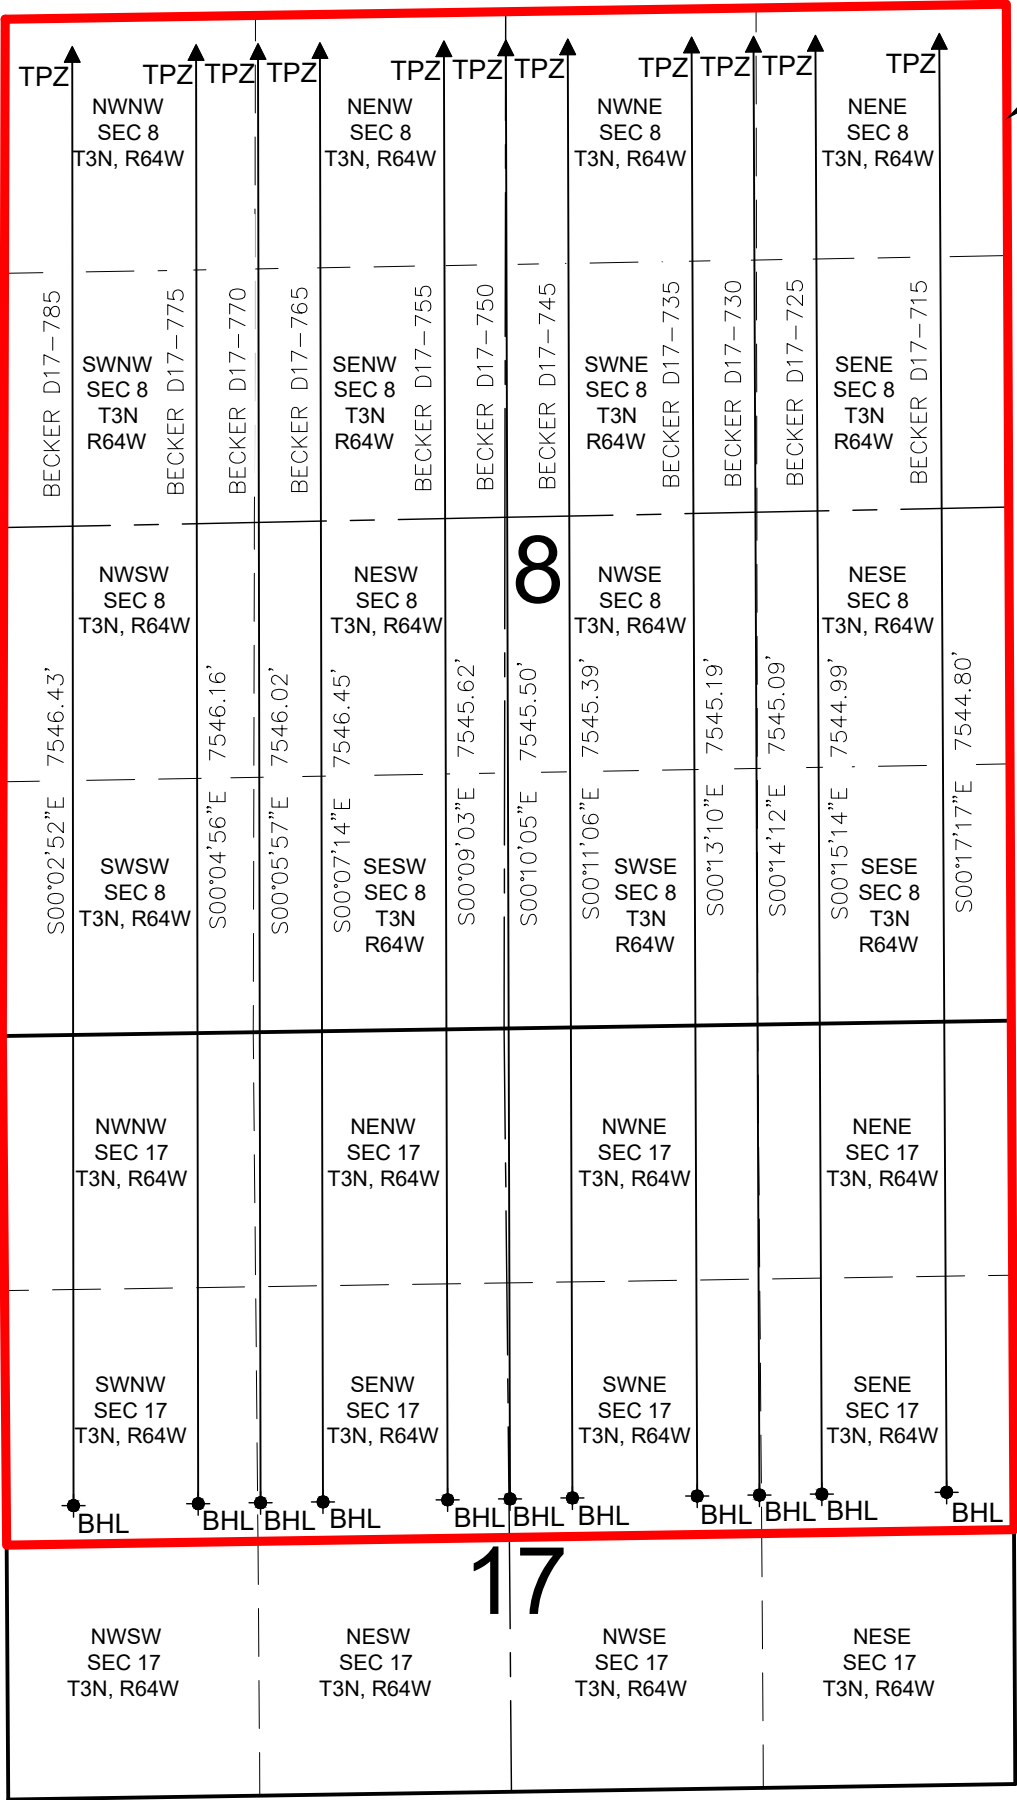 TPZ TPZ TPZ TPZ TPZ TPZ TPZ TPZ TPZ TPZ TPZ
NWNW
SEC 8
T3N, R64W
NENW
SEC 8
T3N, R64W
NWNE
SEC 8
T3N, R64W
NENE
SEC 8
T3N, R64W
BECKER D17-785
BECKER D17-775
BECKER D17-770
BECKER D17-765
BECKER D17-755
BECKER D17-750
BECKER D17-745
BECKER D17-735
BECKER D17-730
BECKER D17-725
BECKER D17-715
SWNW
SEC 8
T3N
R64W
SENW
SEC 8
T3N
R64W
SWNE
SEC 8
T3N
R64W
SENE
SEC 8
T3N
R64W
8
NWSW
SEC 8
T3N, R64W
NESW
SEC 8
T3N, R64W
NWSE
SEC 8
T3N, R64W
NESE
SEC 8
T3N, R64W
S00°02'52"E 7546.43'
S00°04'56"E 7546.16'
S00°05'57"E 7546.02'
S00°07'14"E 7546.45'
S00°09'03"E 7545.62'
S00°10'05"E 7545.50'
S00°11'06"E 7545.39'
S00°13'10"E 7545.19'
S00°14'12"E 7545.09'
S00°15'14"E 7544.99'
S00°17'17"E 7544.80'
SWSW
SEC 8
T3N, R64W
SESW
SEC 8
T3N
R64W
SWSE
SEC 8
T3N
R64W
SESE
SEC 8
T3N
R64W
NWNW
SEC 17
T3N, R64W
NENW
SEC 17
T3N, R64W
NWNE
SEC 17
T3N, R64W
NENE
SEC 17
T3N, R64W
SWNW
SEC 17
T3N, R64W
SENW
SEC 17
T3N, R64W
SWNE
SEC 17
T3N, R64W
SENE
SEC 17
T3N, R64W
BHL BHL BHL BHL BHL BHL BHL BHL BHL BHL BHL
17
NWSW
SEC 17
T3N, R64W
NESW
SEC 17
T3N, R64W
NWSE
SEC 17
T3N, R64W
NESE
SEC 17
T3N, R64W